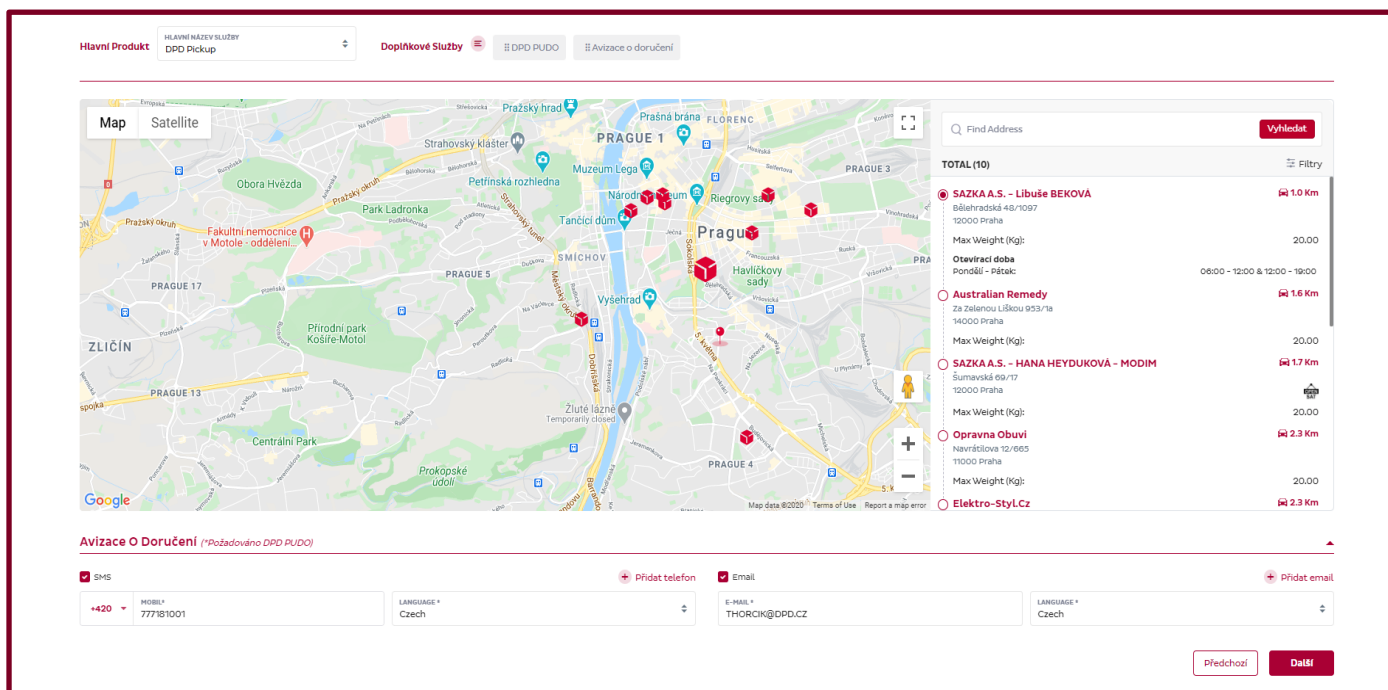 Hlavní Produkt
HLAVNÍ NÁZEV SLUŽBY
DPD Pickup
Doplňkové Služby
DPD PUDO
Avizace o doručení
Map
Satellite
Pražský hrad
Prašná brána
FLORENC
Strahovský klášter
PRAGUE 1
Petřínská rozhledna
Muzeum Lega
PRAGUE 3
Obora Hvězda
Park Ladronka
Riegrovy sady
Tančící dům
Fakultní nemocnice
v Motole - oddělení...
SMÍCHOV
PRAGUE 5
Havlíčkovy
sady
PRAGUE 17
Vyšehrad
Přírodní park
Košíře-Motol
ZLIČÍN
PRAGUE 13
Žluté lázně
Temporarily closed
Centrální Park
Prokopské
údolí
PRAGUE 4
Google
Map data ©2020
Terms of Use
Report a map error
Find Address
Vyhledat
TOTAL (10)
Filtry
SAZKA A.S. - Libuše BEKOVÁ
1.0 Km
Bělehradská 48/1097
12000 Praha
Max Weight (Kg):
20.00
Otevírací doba
Pondělí - Pátek:
06:00 - 12:00 & 12:00 - 19:00
Australian Remedy
1.6 Km
Za Zelenou Liškou 953/1a
14000 Praha
Max Weight (Kg):
20.00
SAZKA A.S. - HANA HEYDUKOVÁ - MODIM
1.7 Km
Šumavská 69/17
12000 Praha
Max Weight (Kg):
20.00
Opravna Obuvi
2.3 Km
Navrátilova 12/665
11000 Praha
Max Weight (Kg):
20.00
Elektro-Styl.Cz
2.3 Km
Avizace O Doručení (*Požadováno DPD PUDO)
SMS
Přidat telefon
Email
Přidat email
+420
MOBIL*
777181001
LANGUAGE *
Czech
E-MAIL *
THORCIK@DPD.CZ
LANGUAGE *
Czech
Předchozí
Další